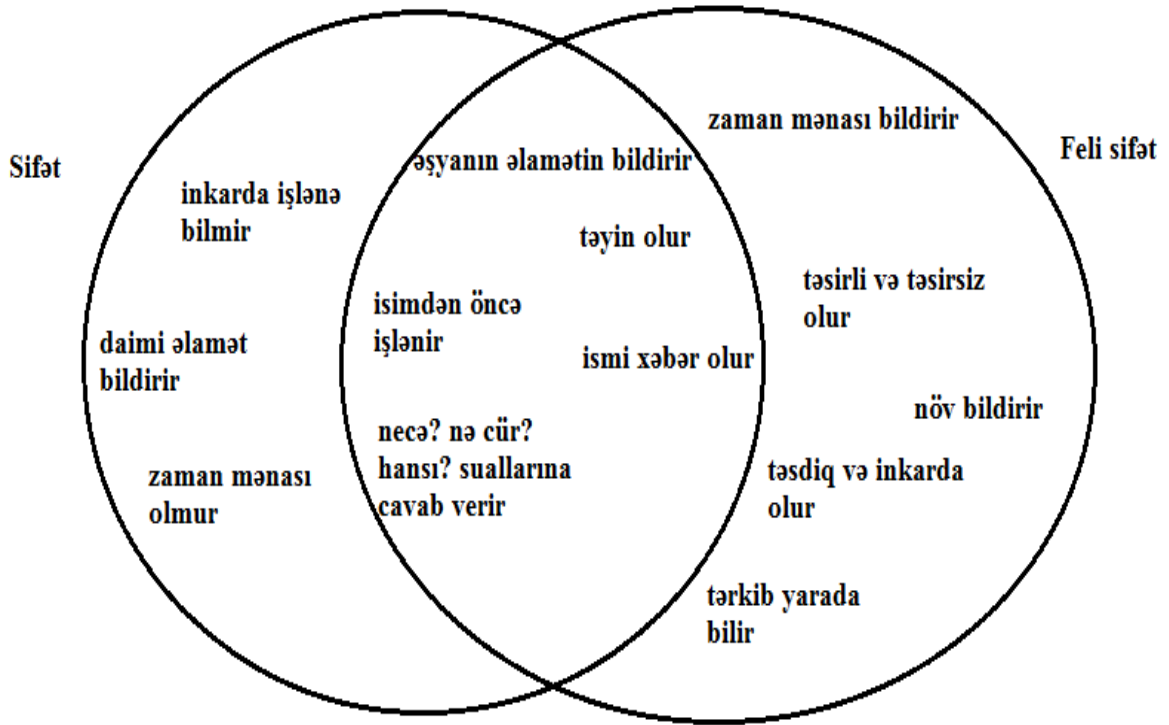 Sifət
inkarda işlənə
bilmir
daimi əlamət
bildirir
zaman mənası
olmur
əşyanın əlamətin bildirir
təyin olur
isimdən öncə
işlənir
ismi xəbər olur
necə? nə cür?
hansı? suallarına
cavab verir
zaman mənası bildirir
Feli sifət
təsirli və təsirsiz
olur
növ bildirir
təsdiq və inkarda
olur
tərkib yarada
bilir